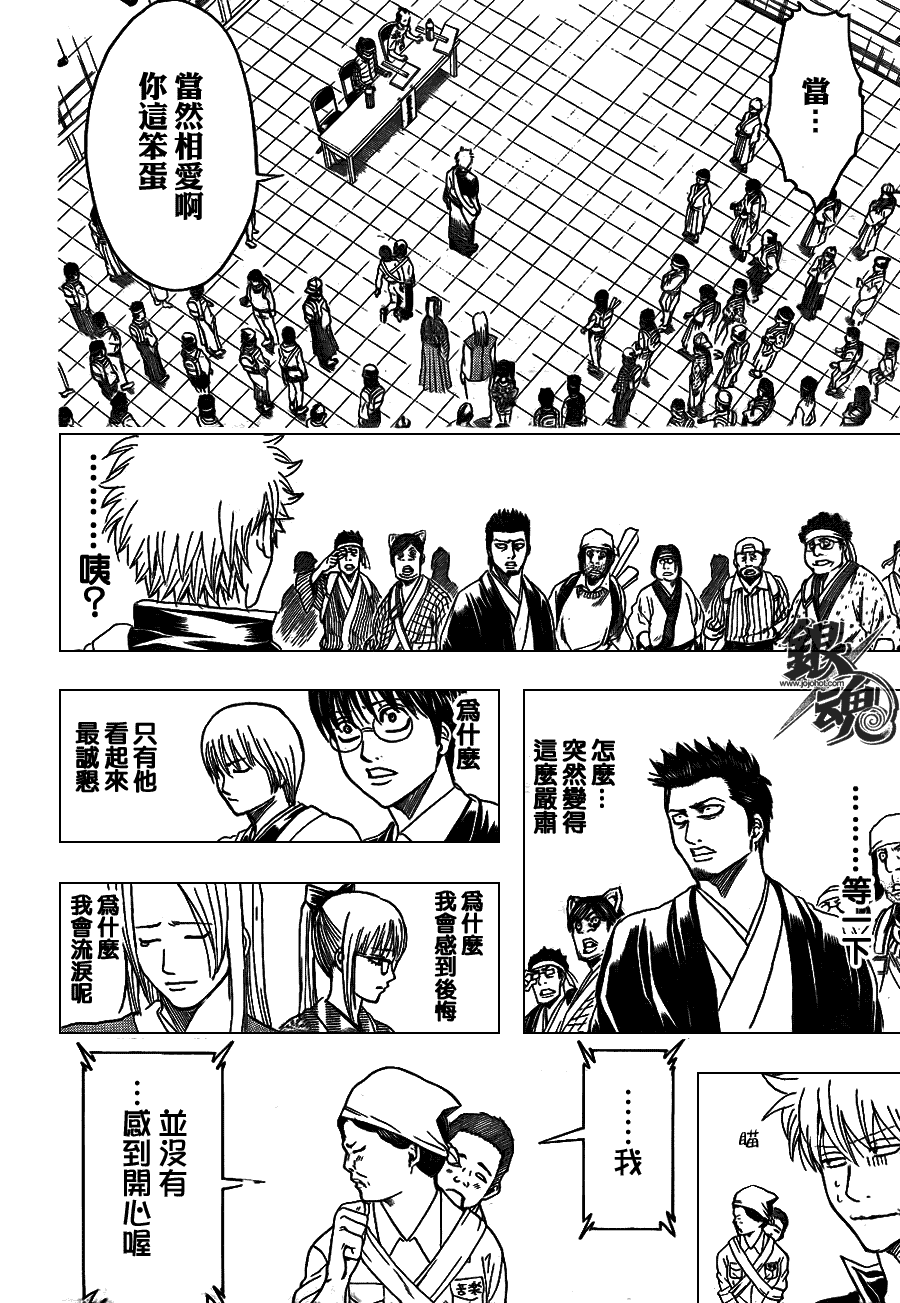 當…
當然相愛啊
你這笨蛋
………咦?
銀魂
www.jojohot.com
………等一下
怎麼…
突然變得
這麼嚴肅
為什麼
只有他
看起來
最誠懇
為什麼
我會感到後悔
為什麼
我會流淚呢
瞄
……我
並沒有
…感到開心喔